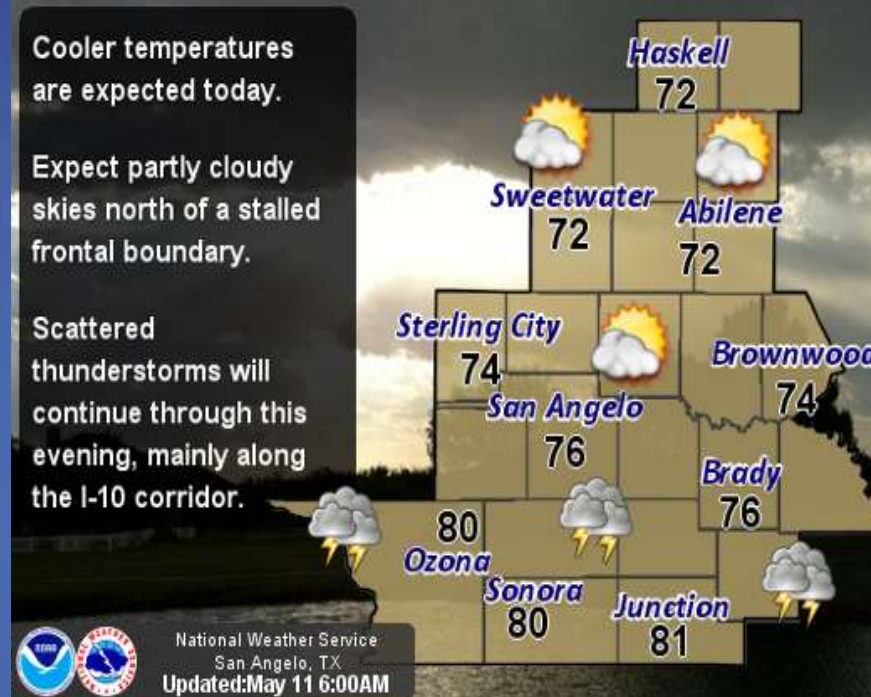 Cooler temperatures
are expected today.
Expect partly cloudy
skies north of a stalled
frontal boundary.
Scattered
thunderstorms will
continue through this
evening, mainly along
the I-10 corridor.
Haskell
72
Sweetwater
72
Abilene
72
Sterling City
74
Brownwood
74
San Angelo
76
Brady
76
80
Ozona
Sonora
80
Junction
81
NOAA
National Weather Service
San Angelo, TX
Updated:May 11 6:00AM